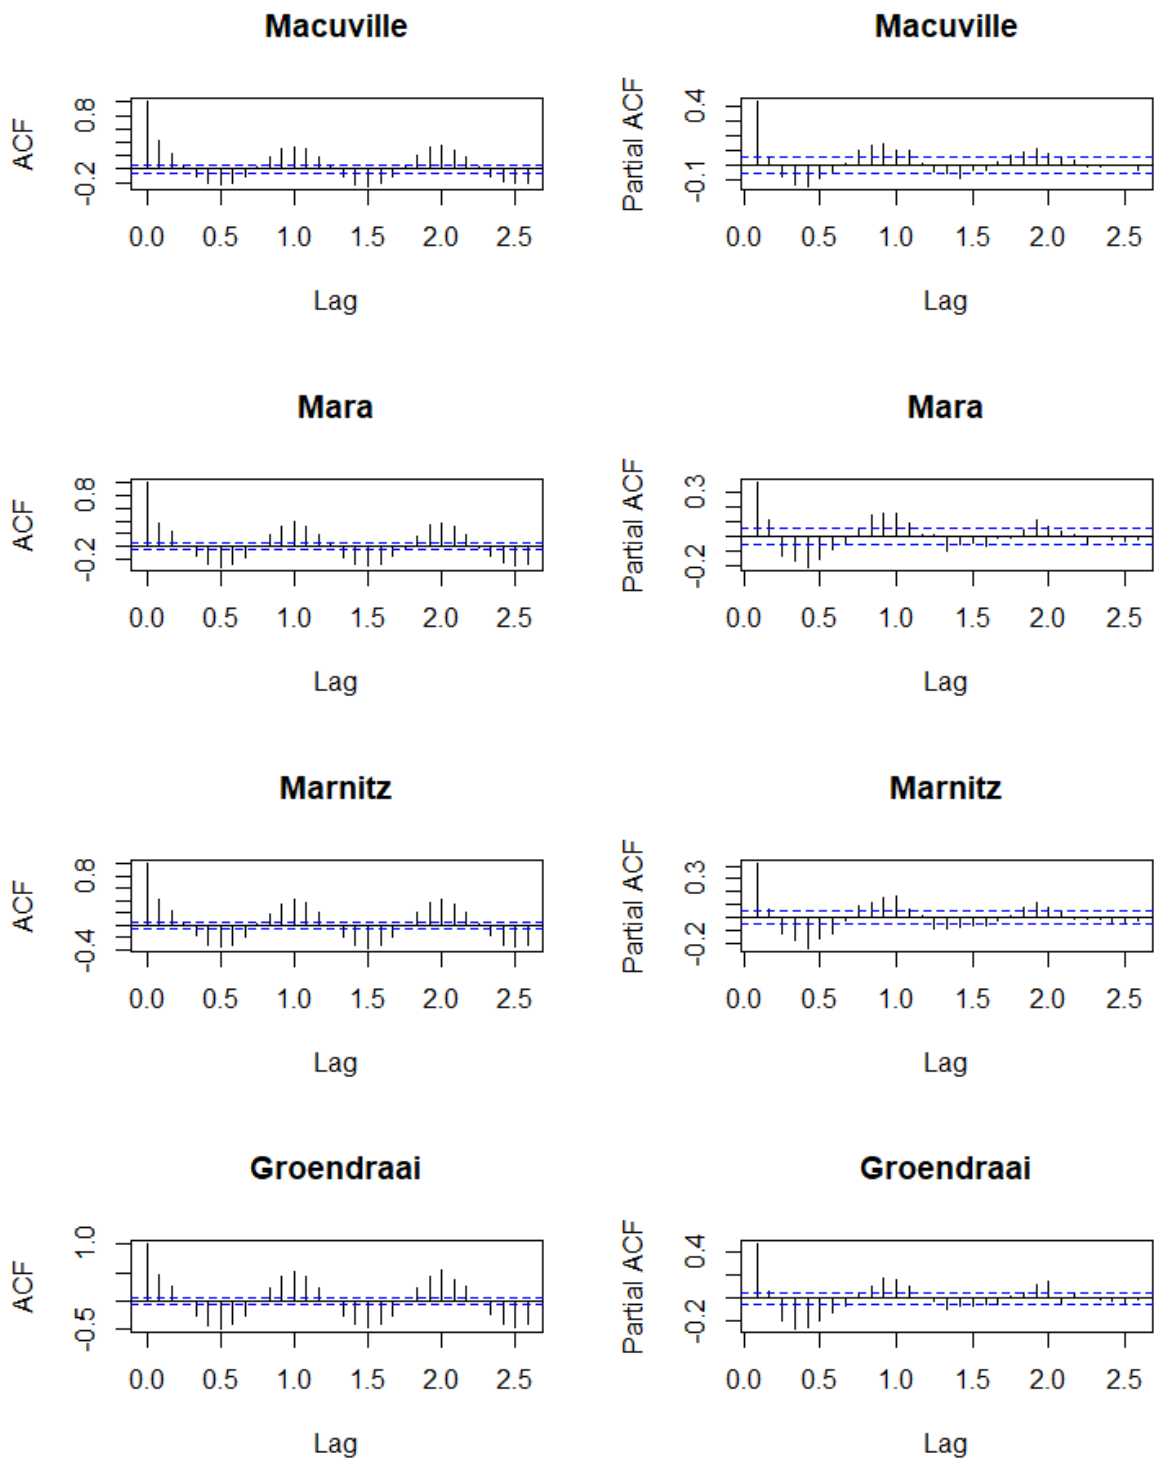 Macuville Macuville
ACF Partial ACF
0.8 0.4
-0.2 -0.1
0.0 0.5 1.0 1.5 2.0 2.5 0.0 0.5 1.0 1.5 2.0 2.5
Lag Lag
Mara Mara
ACF Partial ACF
0.8 0.3
-0.2 -0.2
0.0 0.5 1.0 1.5 2.0 2.5 0.0 0.5 1.0 1.5 2.0 2.5
Lag Lag
Marnitz Marnitz
ACF Partial ACF
0.8 0.3
-0.4 -0.2
0.0 0.5 1.0 1.5 2.0 2.5 0.0 0.5 1.0 1.5 2.0 2.5
Lag Lag
Groendraai Groendraai
ACF Partial ACF
1.0 0.4
-0.5 -0.2
0.0 0.5 1.0 1.5 2.0 2.5 0.0 0.5 1.0 1.5 2.0 2.5
Lag Lag